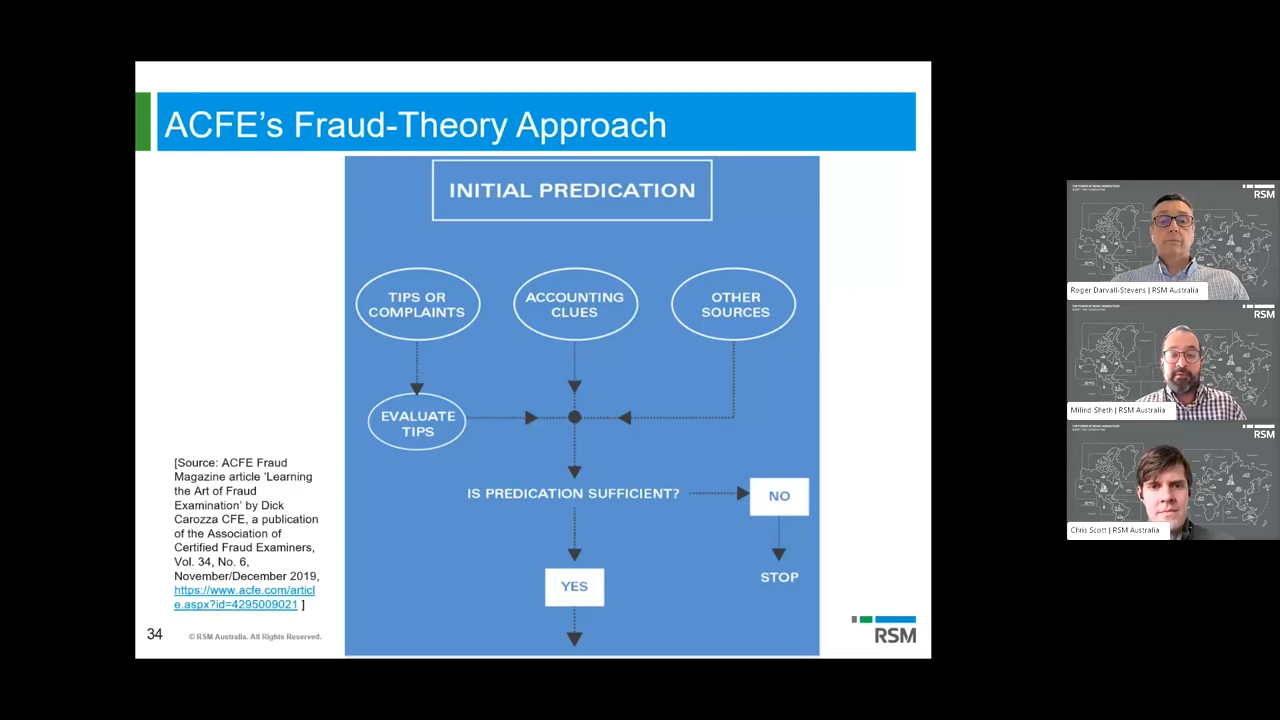 ACFE’s Fraud-Theory Approach
INITIAL PREDICATION
TIPS OR
COMPLAINTS
ACCOUNTING
CLUES
OTHER
SOURCES
EVALUATE
TIPS
IS PREDICATION SUFFICIENT?
NO
STOP
YES
[Source: ACFE Fraud
Magazine article ‘Learning
the Art of Fraud
Examination’ by Dick
Carozza CFE, a publication
of the Association of
Certified Fraud Examiners,
Vol. 34, No. 6,
November/December 2019,
https://www.acfe.com/articl
e.aspx?id=4295009021 ]
34
© RSM Australia. All Rights Reserved.
RSM
RSM
Roger Darvall-Stevens | RSM Australia
RSM
Milind Sheth | RSM Australia
RSM
Chris Scott | RSM Australia